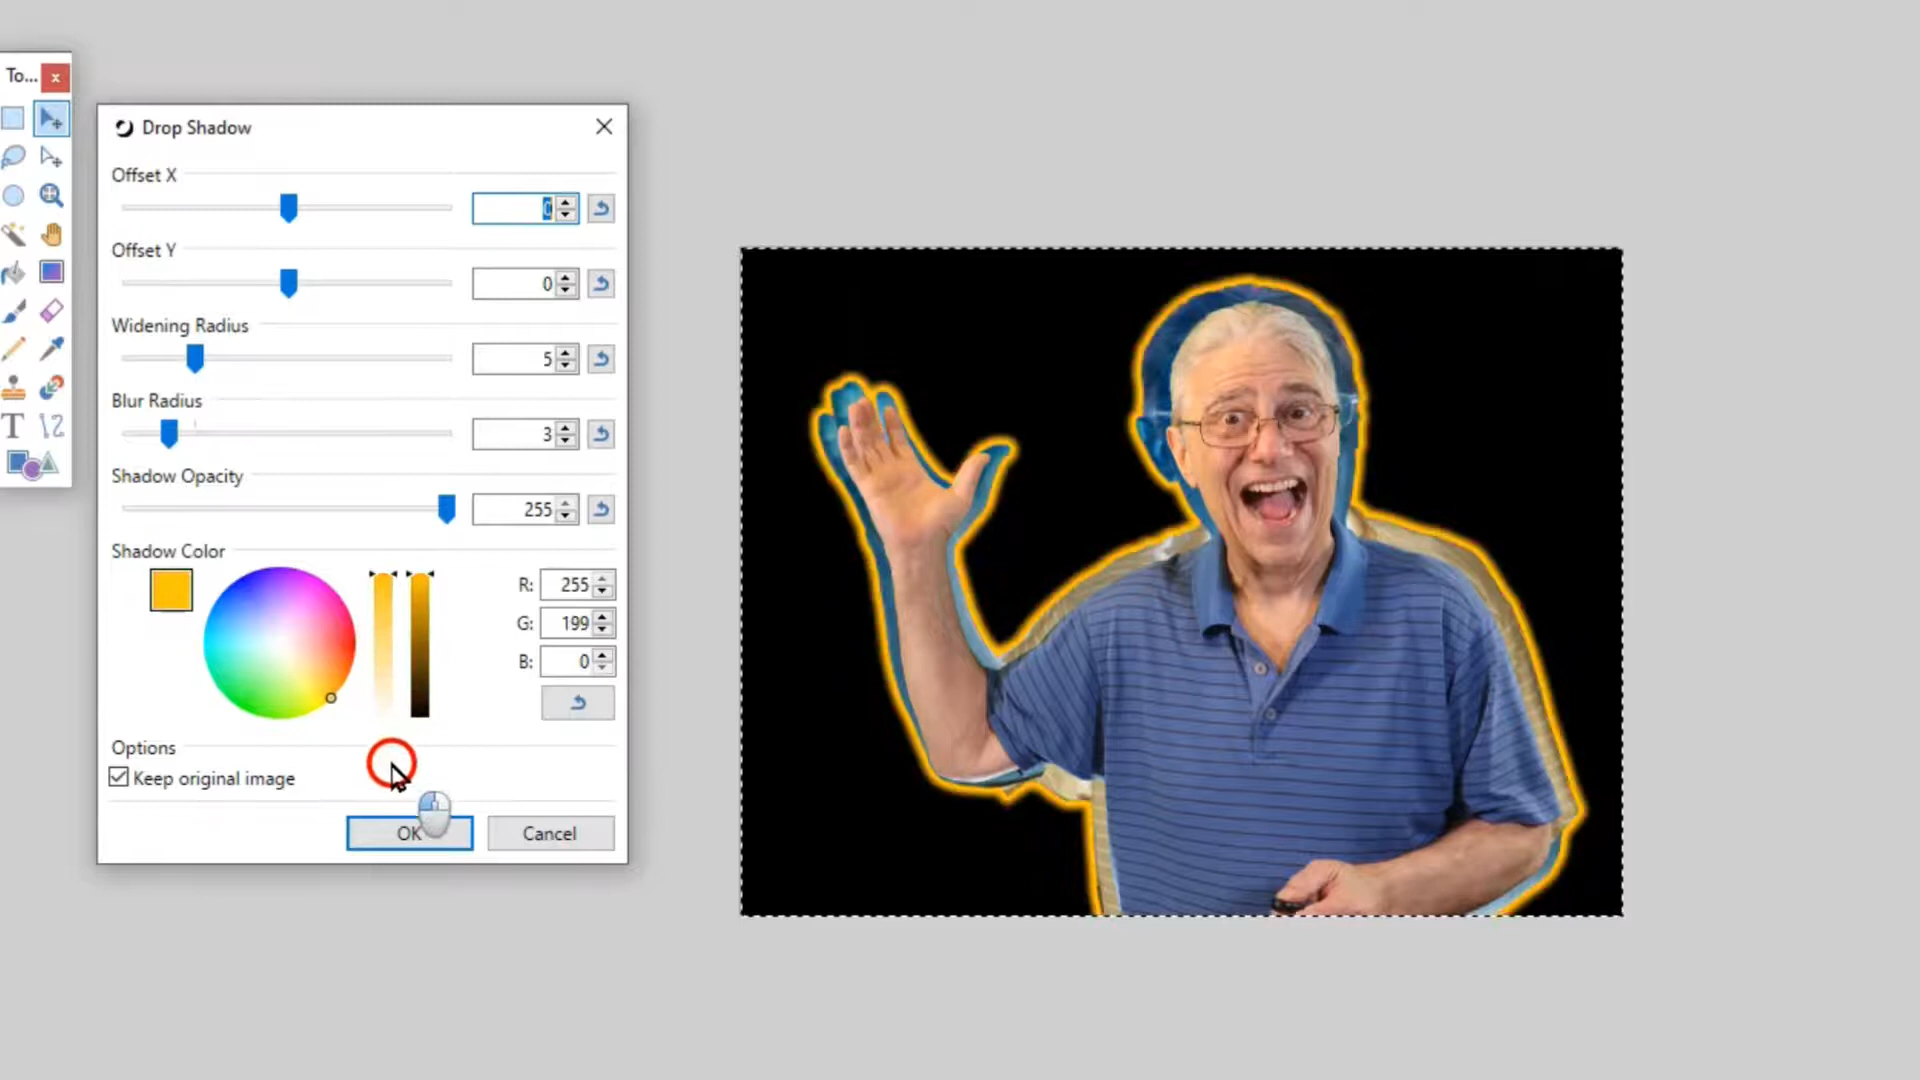 To...
Drop Shadow
Offset X
0
Offset Y
0
Widening Radius
5
Blur Radius
3
Shadow Opacity
255
Shadow Color
R: 255
G: 199
B: 0
Options
Keep original image
OK
Cancel